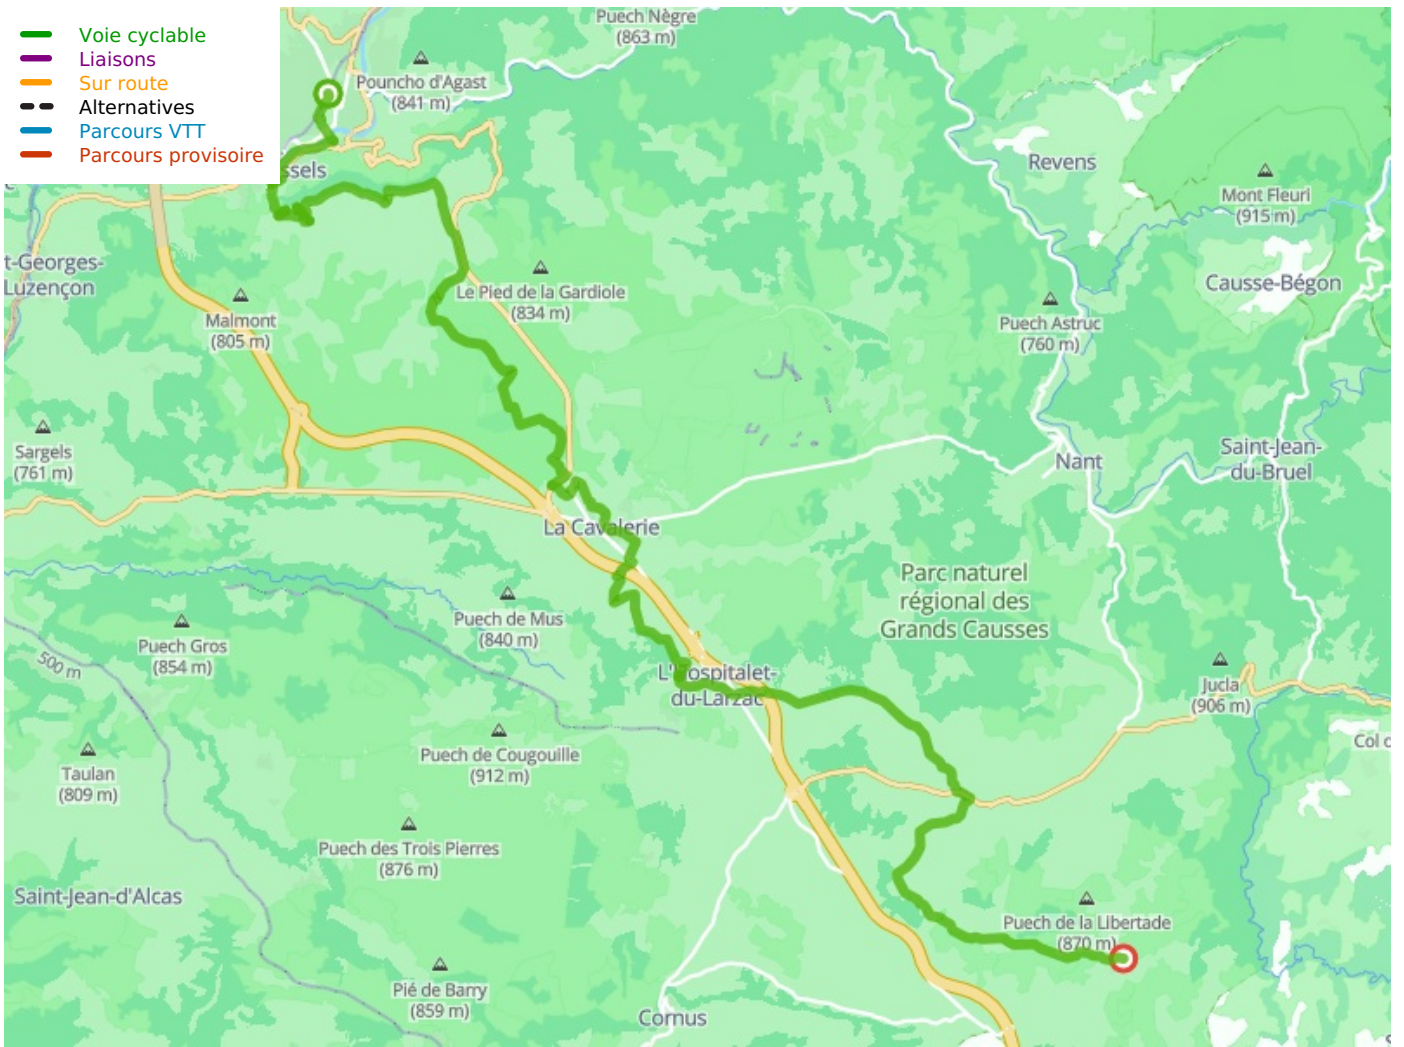 Voie cyclable
Liaisons
Sur route
Alternatives
Parcours VTT
Parcours provisoire
Puech Nègre
(863 m)
Pouncho d'Agast
(841 m)
ssels
Revens
Mont Fleuri
(915 m)
t-Georges-
Luzençon
Causse-Bégon
Le Pied de la Gardiole
(834 m)
Malmont
(805 m)
Puech Astruc
(760 m)
Sargels
(761 m)
Nant
Saint-Jean-
du-Bruel
La Cavalerie
Parc naturel
régional des
Grands Causses
Puech de Mus
(840 m)
Puech Gros
(854 m)
500 m
L'Hospitalet-
du-Larzac
Jucla
(906 m)
Col
Puech de Cougouille
(912 m)
Taulan
(809 m)
Puech des Trois Pierres
(876 m)
Saint-Jean-d'Alcas
Puech de la Libertade
(870 m)
Pié de Barry
(859 m)
Cornus